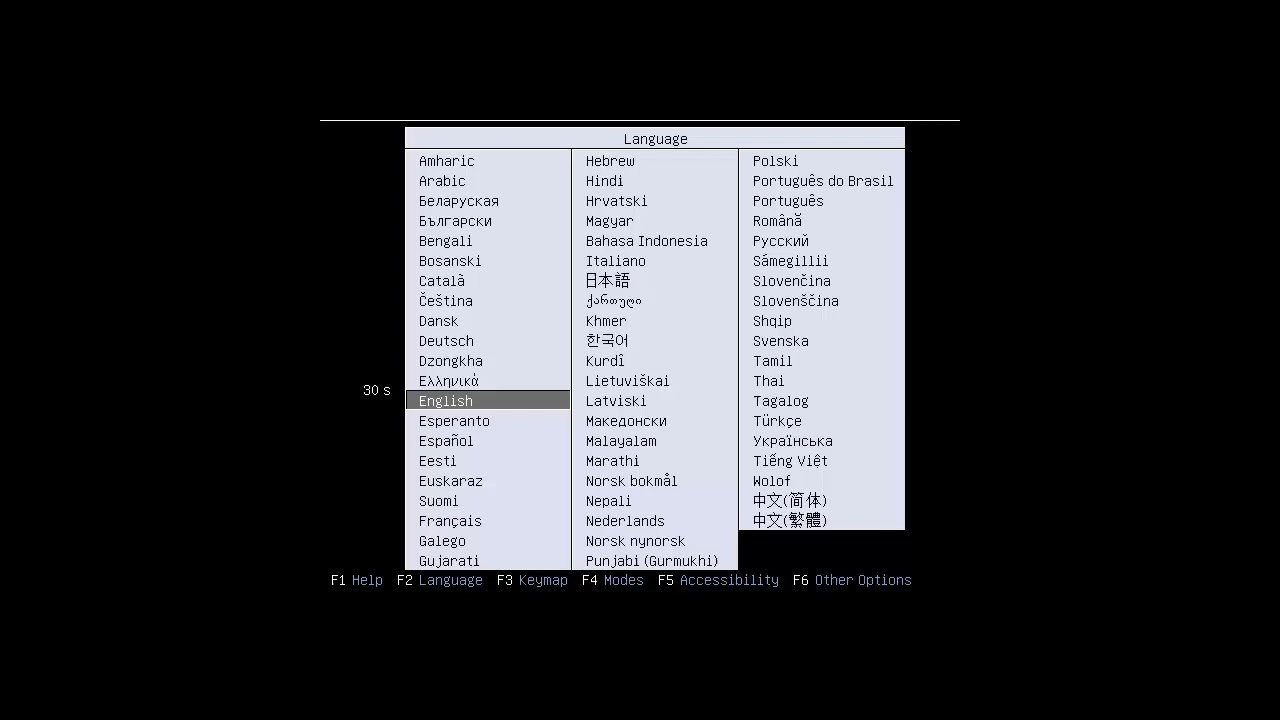 Language
Amharic
Arabic
Беларуская
Български
Bengali
Bosanski
Català
Čeština
Dansk
Deutsch
Dzongkha
Ελληνικά
English
Esperanto
Español
Eesti
Euskaraz
Suomi
Français
Galego
Gujarati
Hebrew
Hindi
Hrvatski
Magyar
Bahasa Indonesia
Italiano
日本語
ქართული
Khmer
한국어
Kurdî
Lietuviškai
Latviski
Македонски
Malayalam
Marathi
Norsk bokmål
Nepali
Nederlands
Norsk nynorsk
Punjabi (Gurmukhi)
Polski
Português do Brasil
Português
Română
Русский
Sámegillii
Slovenčina
Slovenščina
Shqip
Svenska
Tamil
Thai
Tagalog
Türkçe
Українська
Tiếng Việt
Wolof
中文(简体)
中文(繁體)
30 s
F1 Help F2 Language F3 Keymap F4 Modes F5 Accessibility F6 Other Options